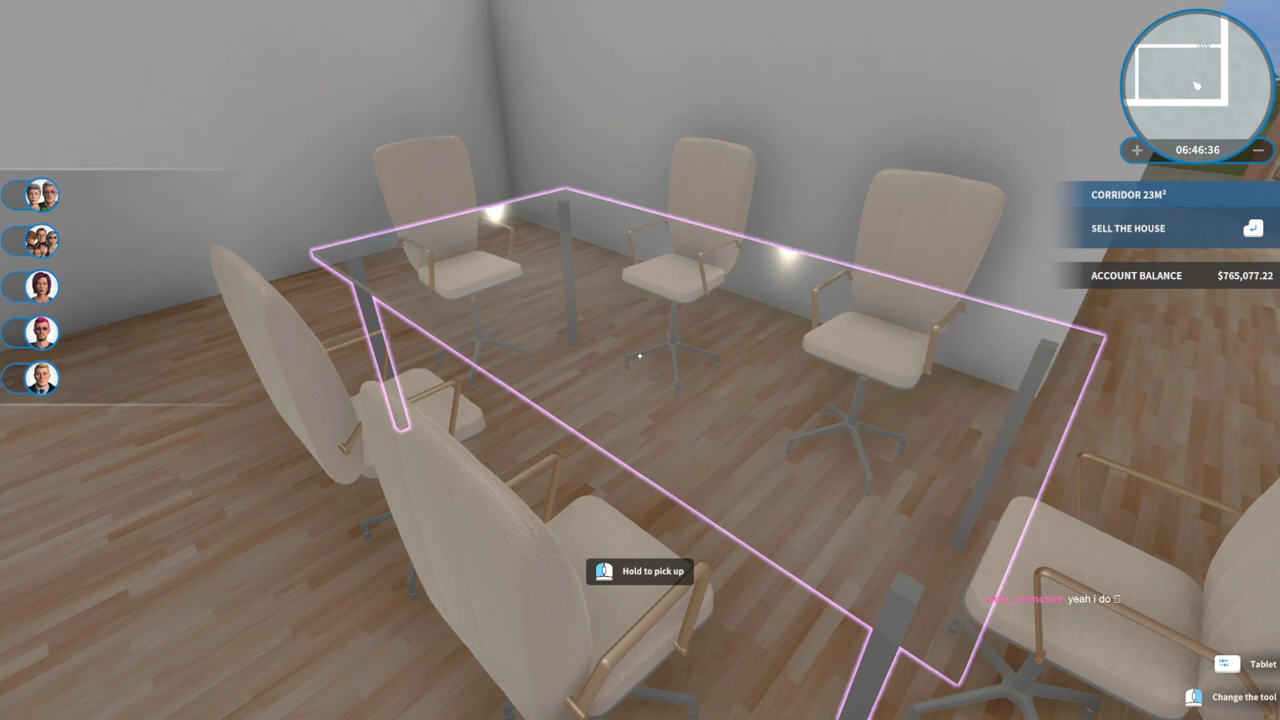 06:46:36
CORRIDOR 23M²
SELL THE HOUSE
ACCOUNT BALANCE $765,077.22
Hold to pick up
yeah i do
Tablet
Change the tool